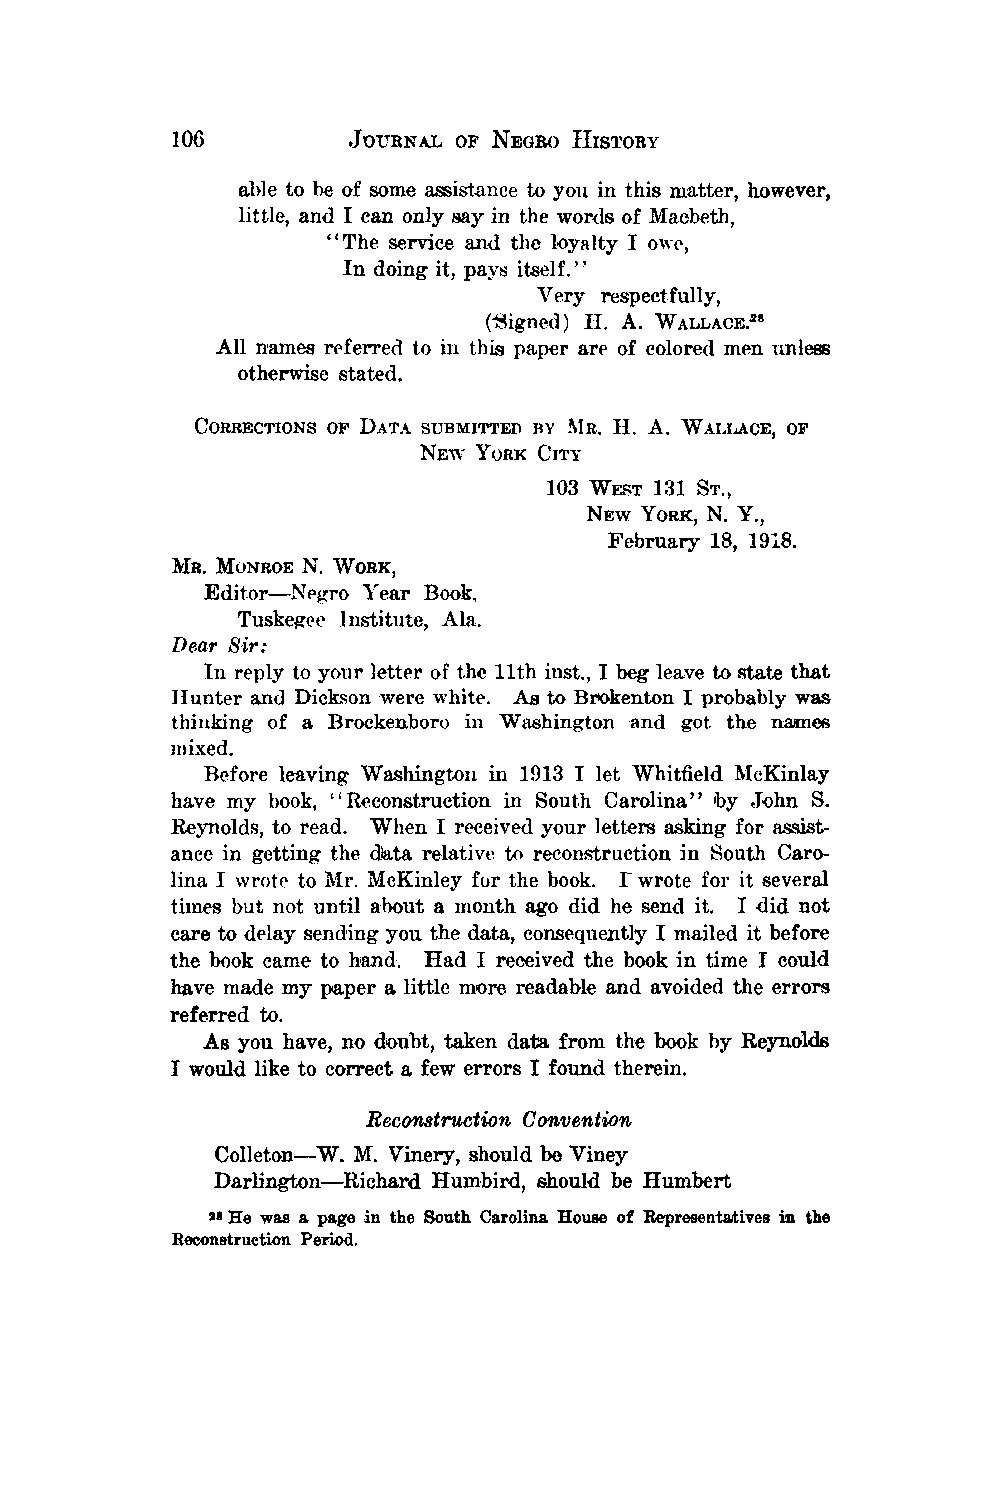 106 JOURNAL OF NEGRO HISTORY
able to be of some assistance to you in this matter, however,
little, and I can only say in the words of Macbeth,
"The service and the loyalty I owe,
In doing it, pays itself."
Very respectfully,
(Signed) H. A. WALLACE.28
All names referred to in this paper are of colored men unless
otherwise stated.
CORRECTIONS OF DATA SUBMITTED BY MR. H. A. WALLACE, OF
NEW YORK CITY
103 WEST 131 ST.,
NEW YORK, N. Y.,
February 18, 1918.
MR. MONROE N. WORK,
Editor—Negro Year Book,
Tuskegee Institute, Ala.
Dear Sir:
In reply to your letter of the 11th inst., I beg leave to state that
Hunter and Dickson were white. As to Brokenton I probably was
thinking of a Brockenboro in Washington and got the names
mixed.
Before leaving Washington in 1913 I let Whitfield McKinlay
have my book, "Reconstruction in South Carolina" by John S.
Reynolds, to read. When I received your letters asking for assist-
ance in getting the data relative to reconstruction in South Caro-
lina I wrote to Mr. McKinley for the book. I wrote for it several
times but not until about a month ago did he send it. I did not
care to delay sending you the data, consequently I mailed it before
the book came to hand. Had I received the book in time I could
have made my paper a little more readable and avoided the errors
referred to.
As you have, no doubt, taken data from the book by Reynolds
I would like to correct a few errors I found therein.
Reconstruction Convention
Colleton—W. M. Vinery, should be Viney
Darlington—Richard Humbird, should be Humbert
28 He was a page in the South Carolina House of Representatives in the
Reconstruction Period.